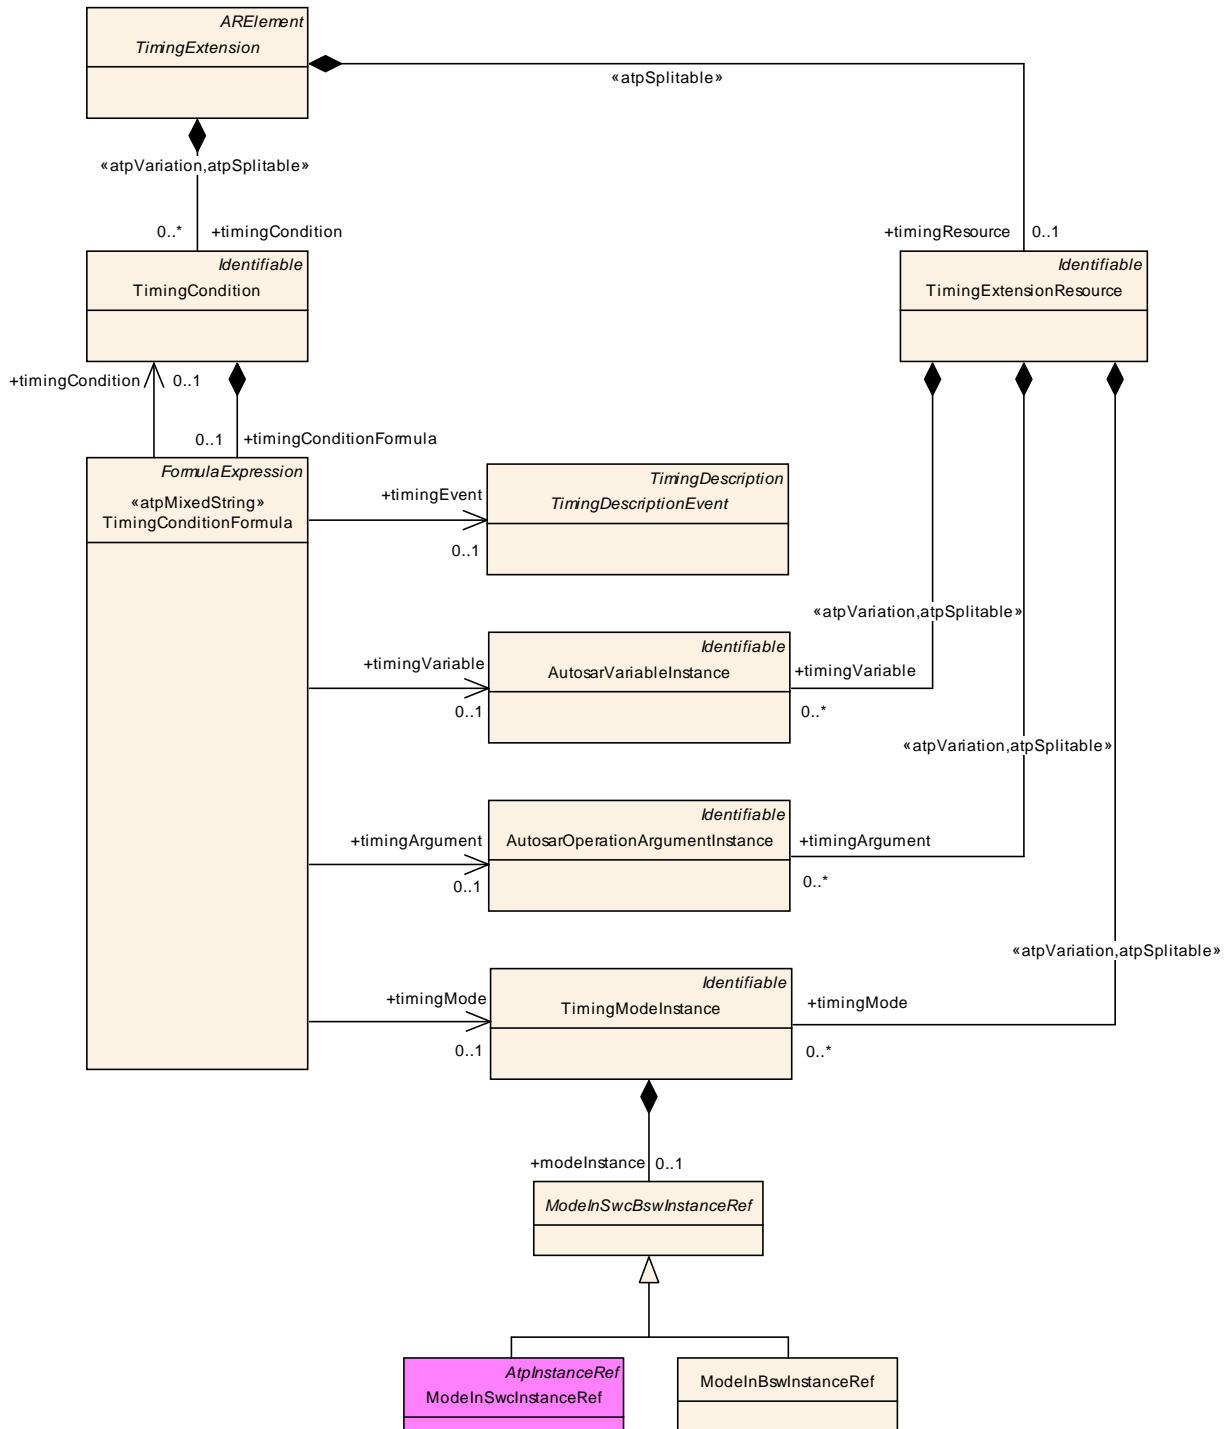 ARElement
TimingExtension
«atpSplitable»
«atpVariation,atpSplitable»
0..* +timingCondition
+timingResource 0..1
Identifiable
TimingCondition
Identifiable
TimingExtensionResource
+timingCondition 0..1
0..1 +timingConditionFormula
FormulaExpression
«atpMixedString»
TimingConditionFormula
+timingEvent
0..1
TimingDescription
TimingDescriptionEvent
«atpVariation,atpSplitable»
+timingVariable
0..1
Identifiable
AutosarVariableInstance
+timingVariable
0..*
«atpVariation,atpSplitable»
+timingArgument
0..1
Identifiable
AutosarOperationArgumentInstance
+timingArgument
0..*
«atpVariation,atpSplitable»
+timingMode
0..1
Identifiable
TimingModeInstance
+timingMode
0..*
+modeInstance 0..1
ModeInSwcBswInstanceRef
AtpInstanceRef
ModeInSwcInstanceRef
ModeInBswInstanceRef